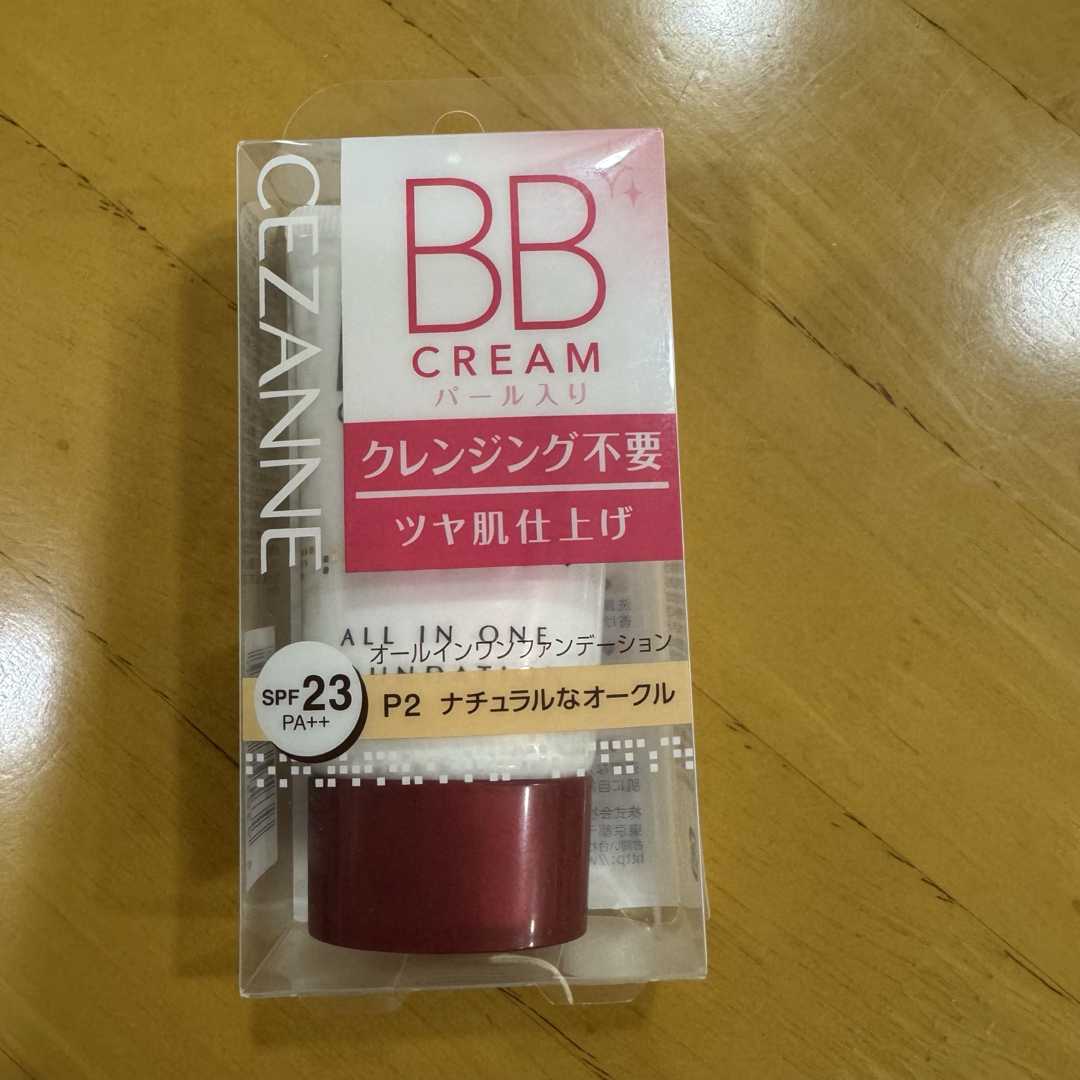 CEZANNE
BB
CREAM
パール入り
クレンジング不要
ツヤ肌仕上げ
ALL IN ONE
オールインワンファンデーション
SPF23
PA++
P2 ナチュラルなオークル